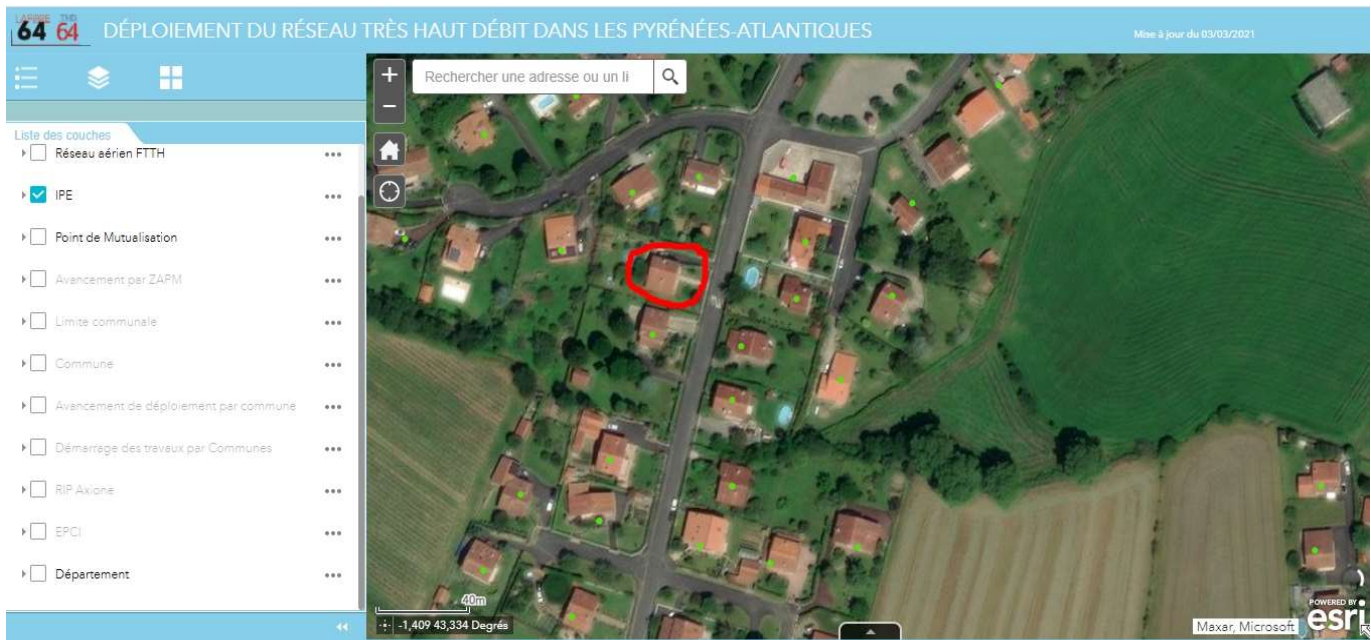 LAFIBRE 64 THD 64
DÉPLOIEMENT DU RÉSEAU TRÈS HAUT DÉBIT DANS LES PYRÉNÉES-ATLANTIQUES
Mise à jour du 03/03/2021
+
Rechercher une adresse ou un li
−
Liste des couches
Réseau aérien FTTH
IPE
Point de Mutualisation
Avancement par ZAPM
Limite communale
Commune
Avancement de déploiement par commune
Démarrage des travaux par Communes
RIP Axione
EPCI
Département
40m
-1,409 43,334 Degrés
Maxar, Microsoft
POWERED BY
esri